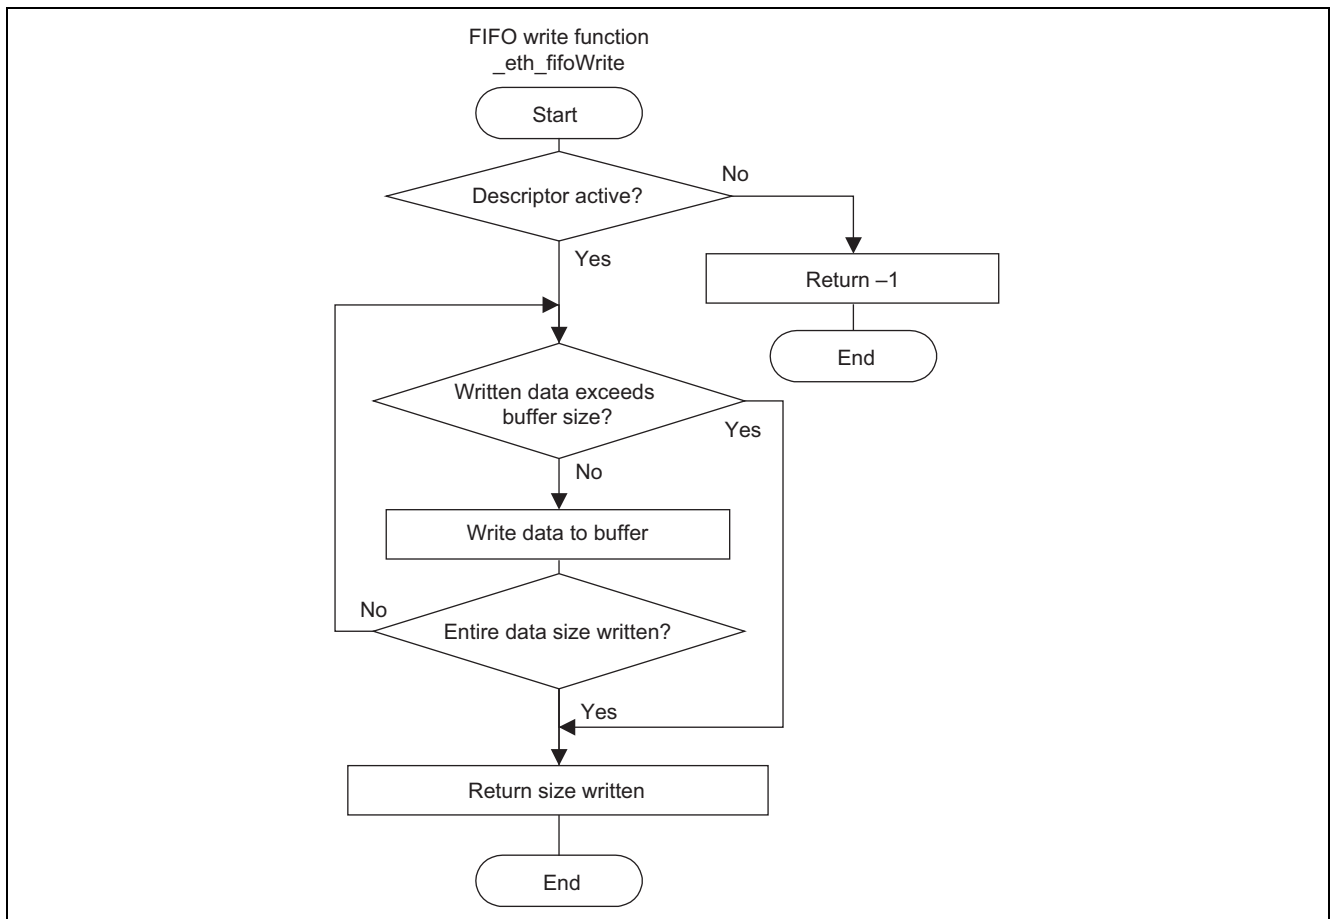 FIFO write function
_eth_fifoWrite
Start
Descriptor active?
No
Yes
Return –1
End
Written data exceeds
buffer size?
Yes
No
Write data to buffer
No
Entire data size written?
Yes
Return size written
End